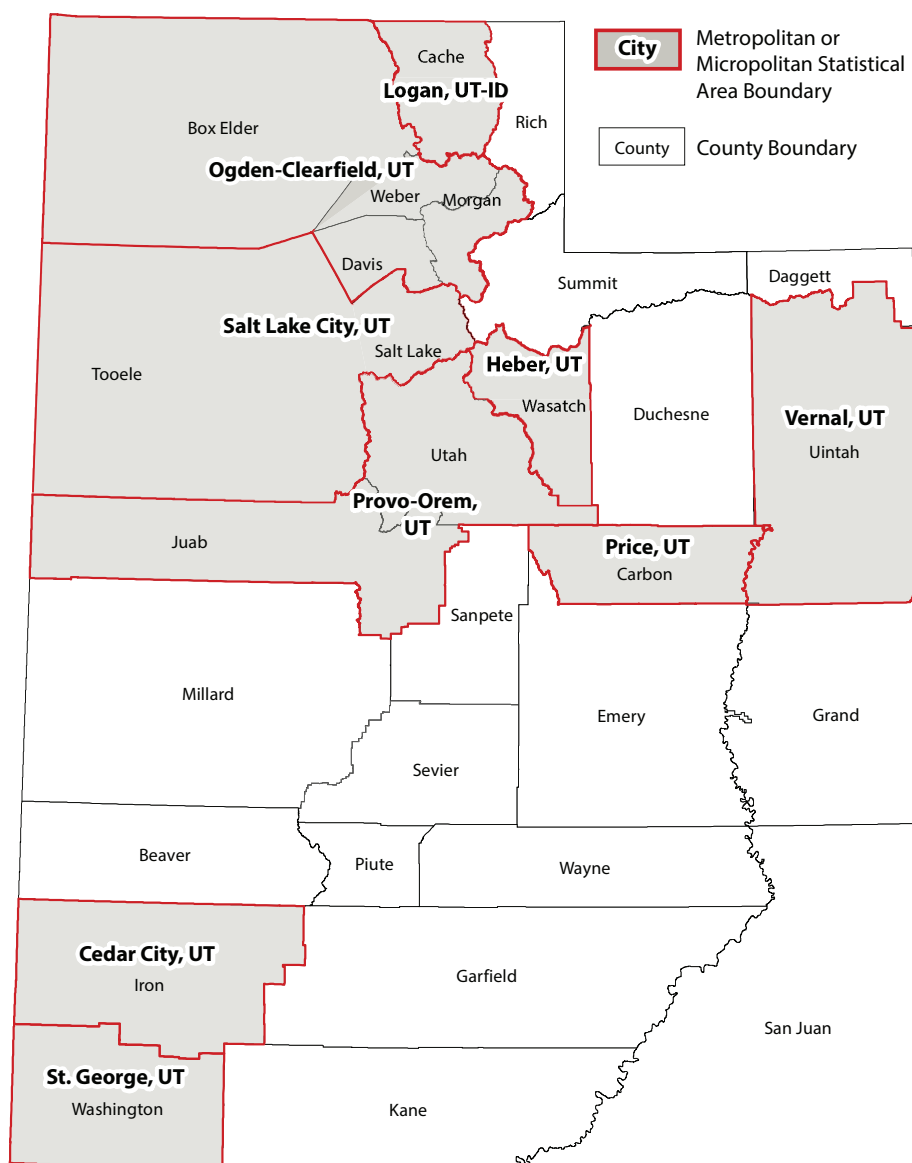 City
Metropolitan or
Micropolitan Statistical
Area Boundary
County
County Boundary
Cache
Logan, UT-ID
Rich
Box Elder
Ogden-Clearfield, UT
Weber
Morgan
Davis
Summit
Daggett
Salt Lake City, UT
Salt Lake
Heber, UT
Tooele
Wasatch
Duchesne
Vernal, UT
Uintah
Utah
Provo-Orem,
UT
Juab
Price, UT
Carbon
Sanpete
Millard
Emery
Grand
Sevier
Beaver
Piute
Wayne
Cedar City, UT
Iron
Garfield
San Juan
St. George, UT
Washington
Kane